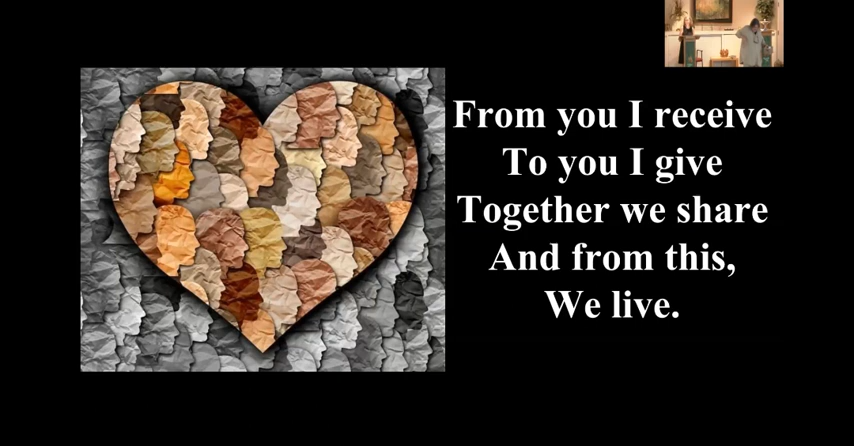 From you I receive
To you I give
Together we share
And from this,
We live.